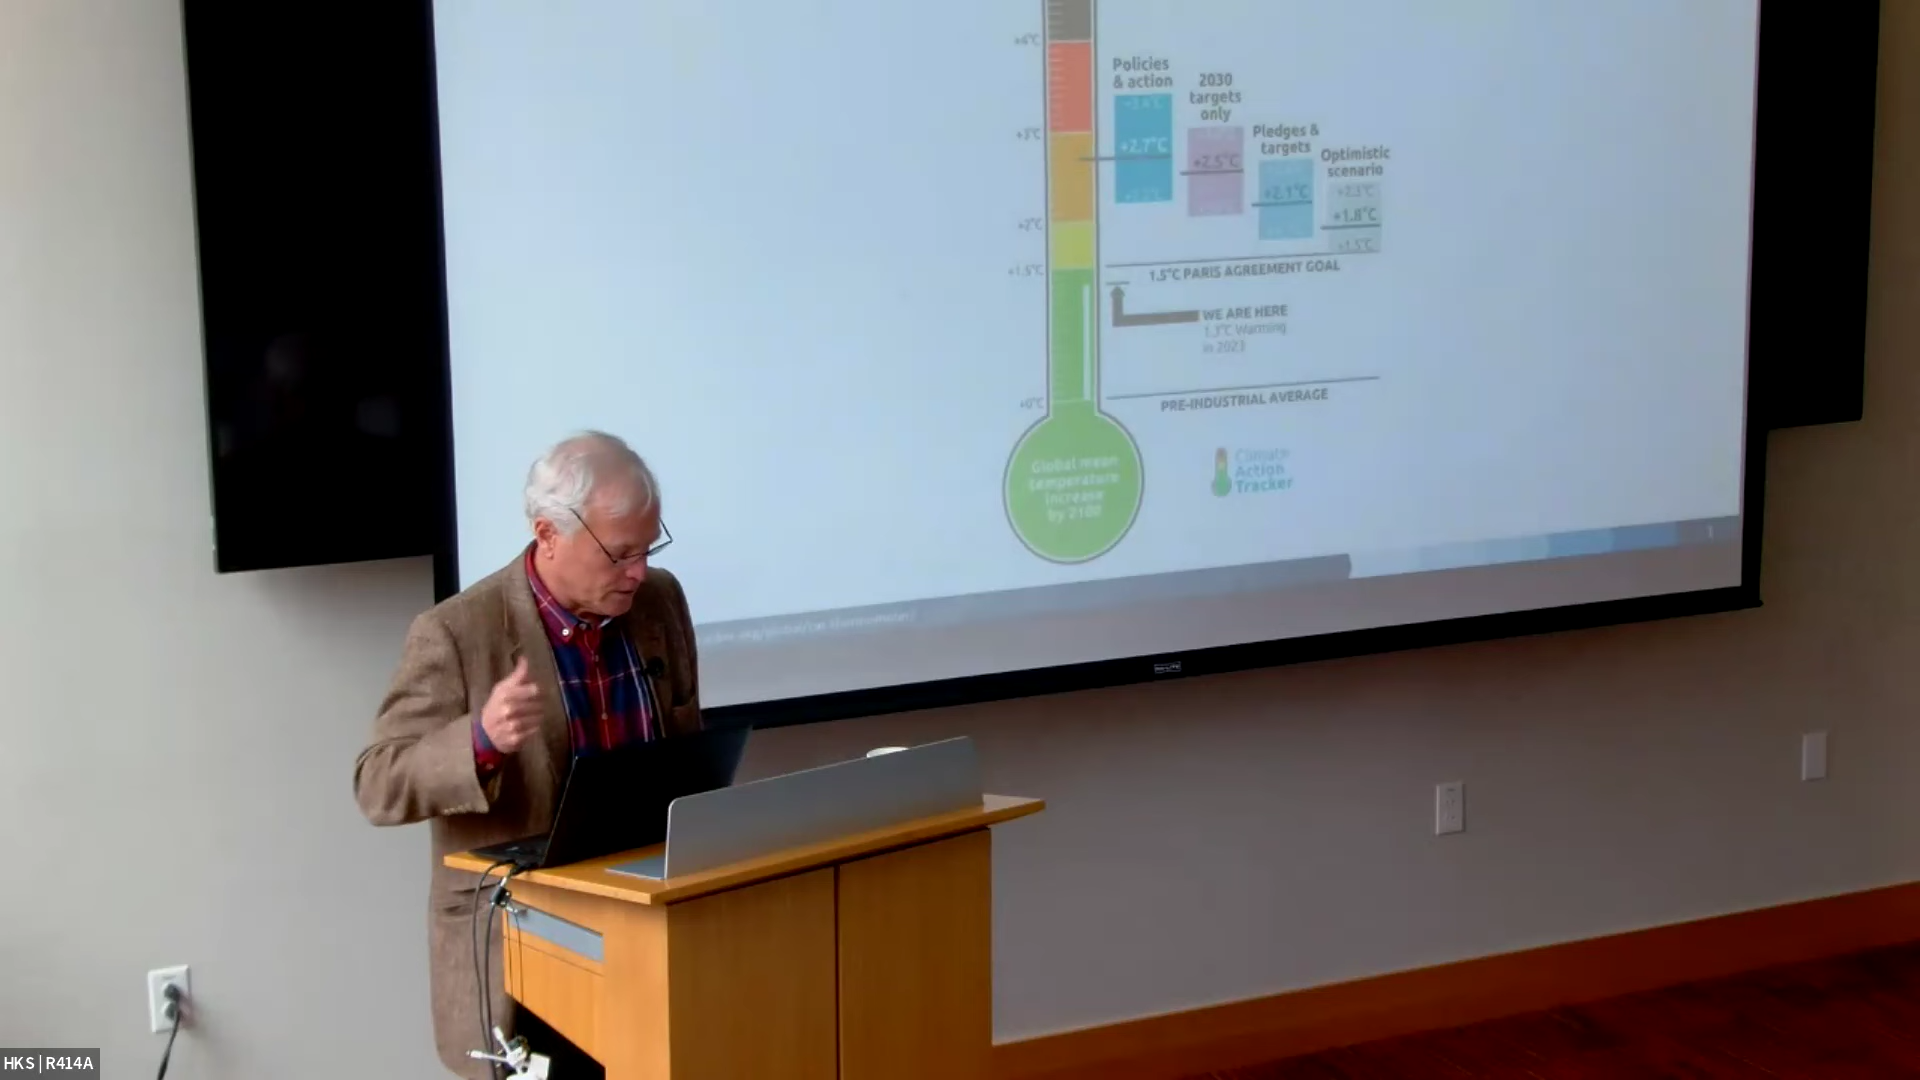 +4°C
Policies
& action
2030
targets
only
+3°C
Pledges &
targets
+2.7°C
Optimistic
scenario
+2.5°C
+2.1°C
+1.8°C
+2°C
+1.5°C
+1.5°C
1.5°C PARIS AGREEMENT GOAL
WE ARE HERE
1.3°C Warming
in 2023
+0°C
PRE-INDUSTRIAL AVERAGE
Global mean
temperature
increase
by 2100
Climate
Action
Tracker
HKS | R414A